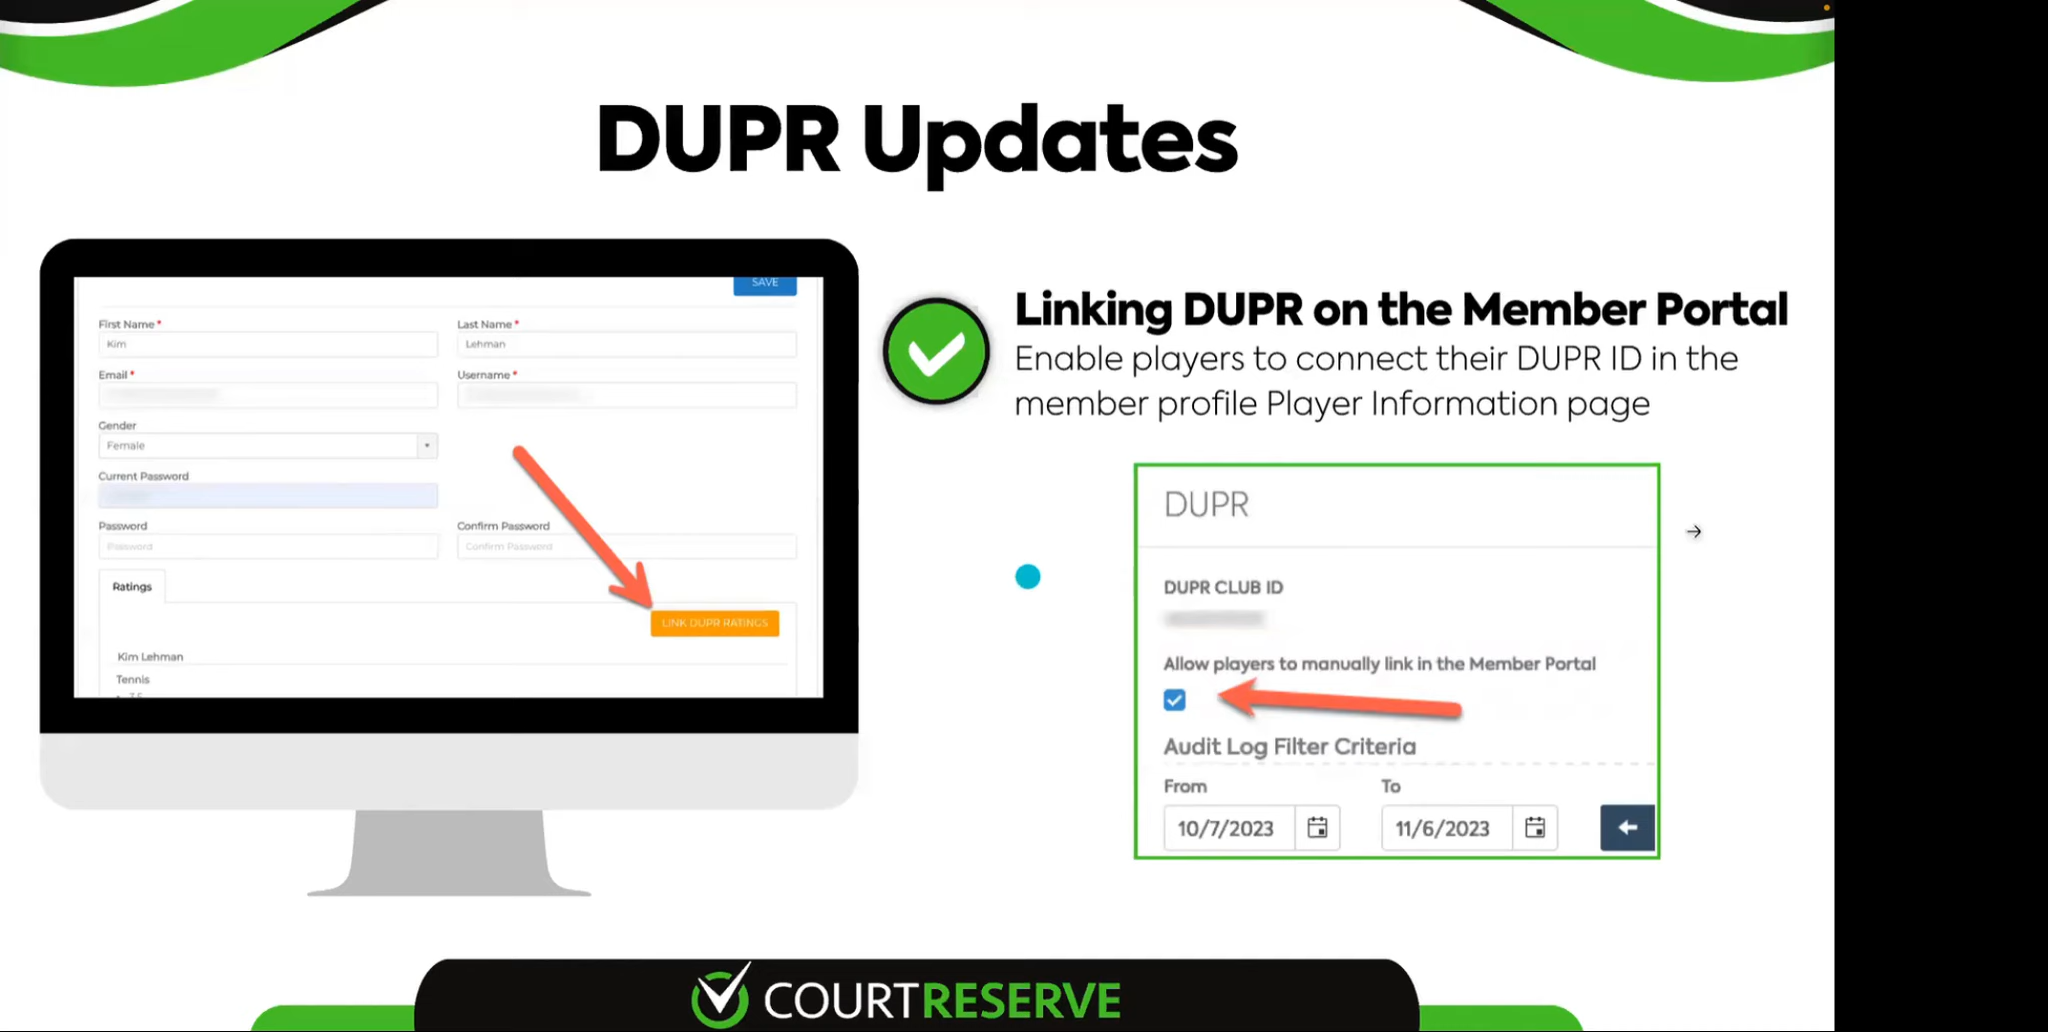 DUPR Updates
SAVE
First Name *
Last Name *
Kim
Lehman
Email *
Username *
Gender
Female
Current Password
Password
Confirm Password
Password
Confirm Password
Ratings
LINK DUPR RATINGS
Kim Lehman
Tennis
Linking DUPR on the Member Portal
Enable players to connect their DUPR ID in the
member profile Player Information page
DUPR
DUPR CLUB ID
Allow players to manually link in the Member Portal
Audit Log Filter Criteria
From
To
10/7/2023
11/6/2023
COURTRESERVE